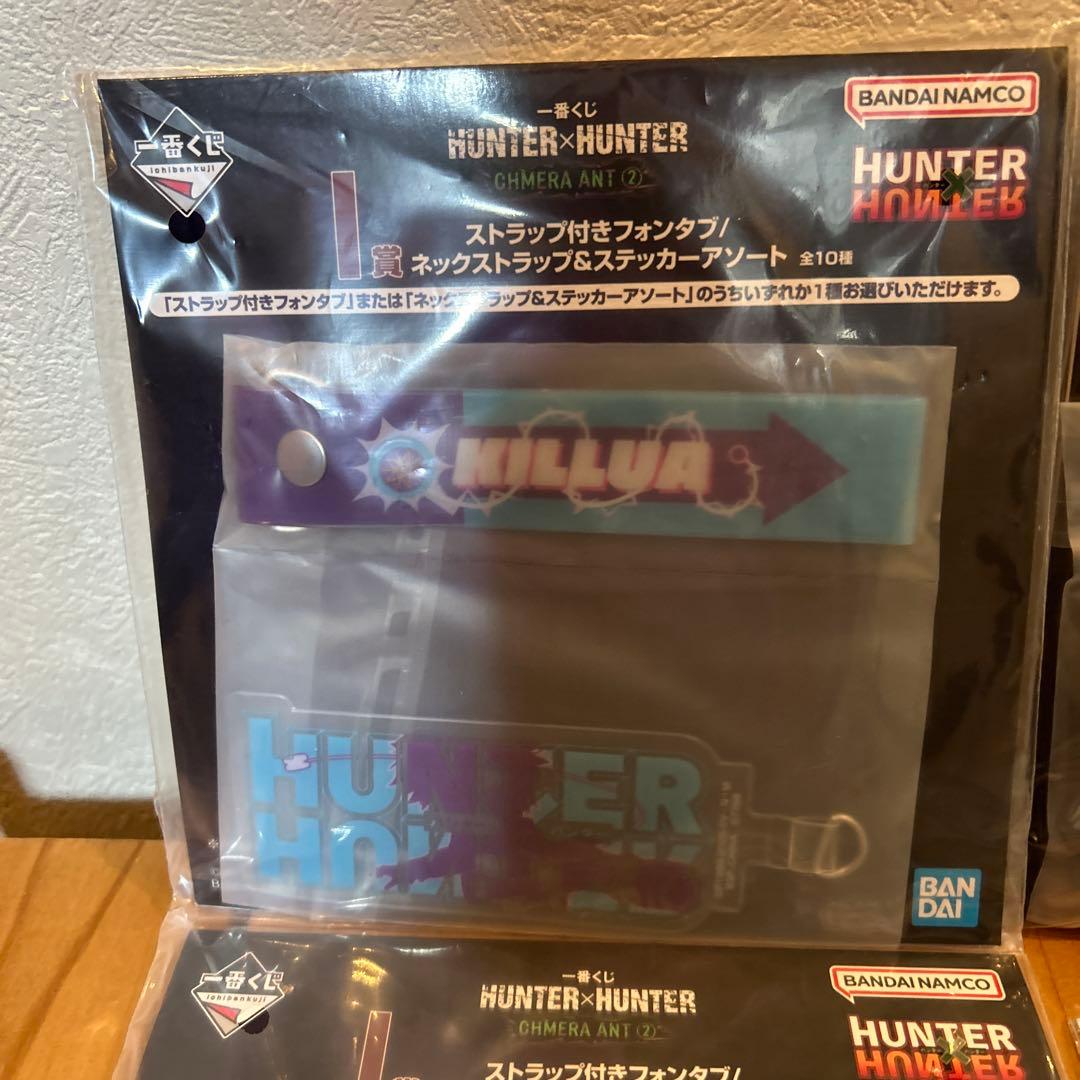 一番くじ
ichibankuji
一番くじ
HUNTER×HUNTER
CHMERA ANT ②
BANDAI NAMCO
HUNTER
×
HUNTER
I賞
ストラップ付きフォンタブ/
ネックストラップ&ステッカーアソート 全10種
「ストラップ付きフォンタブ」または「ネックストラップ&ステッカーアソート」のうちいずれか1種お選びいただけます。
KILLUA
HUNTER
HUNTER
BAN
DAI
一番くじ
ichibankuji
一番くじ
HUNTER×HUNTER
CHMERA ANT ②
BANDAI NAMCO
HUNTER
×
HUNTER
ストラップ付きフォンタブ/